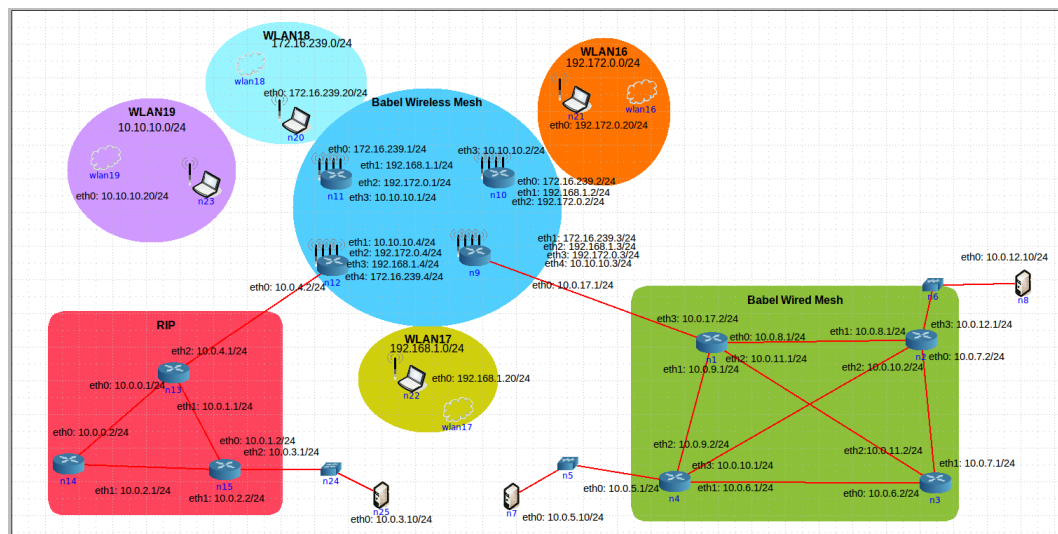 WLAN18
172.16.239.0/24
wlan18
eth0: 172.16.239.20/24
n20
WLAN16
192.172.0.0/24
wlan16
n21
eth0: 192.172.0.20/24
WLAN19
10.10.10.0/24
wlan19
eth0: 10.10.10.20/24
n23
Babel Wireless Mesh
eth0: 172.16.239.1/24
eth1: 192.168.1.1/24
eth2: 192.172.0.1/24
eth3: 10.10.10.1/24
n11
eth3: 10.10.10.2/24
eth0: 172.16.239.2/24
eth1: 192.168.1.2/24
eth2: 192.172.0.2/24
n10
eth1: 10.10.10.4/24
eth2: 192.172.0.4/24
eth3: 192.168.1.4/24
eth4: 172.16.239.4/24
n12
eth0: 10.0.4.2/24
eth1: 172.16.239.3/24
eth2: 192.168.1.3/24
eth3: 192.172.0.3/24
eth4: 10.10.10.3/24
n9
eth0: 10.0.17.1/24
WLAN17
192.168.1.0/24
eth0: 192.168.1.20/24
n22
wlan17
RIP
eth2: 10.0.4.1/24
eth0: 10.0.0.1/24
n13
eth1: 10.0.1.1/24
eth0: 10.0.0.2/24
n14
eth1: 10.0.2.1/24
eth0: 10.0.1.2/24
eth2: 10.0.3.1/24
n15
eth1: 10.0.2.2/24
n24
n25
eth0: 10.0.3.10/24
Babel Wired Mesh
eth0: 10.0.12.10/24
n6
n8
eth3: 10.0.17.2/24
eth0: 10.0.8.1/24
n1
eth2: 10.0.11.1/24
eth1: 10.0.9.1/24
eth1: 10.0.8.1/24
eth3: 10.0.12.1/24
n2
eth0: 10.0.7.2/24
eth2: 10.0.10.2/24
eth2: 10.0.9.2/24
eth3: 10.0.10.1/24
n4
eth0: 10.0.5.1/24
eth1: 10.0.6.1/24
eth2:10.0.11.2/24
eth1: 10.0.7.1/24
eth0: 10.0.6.2/24
n3
n5
n7
eth0: 10.0.5.10/24